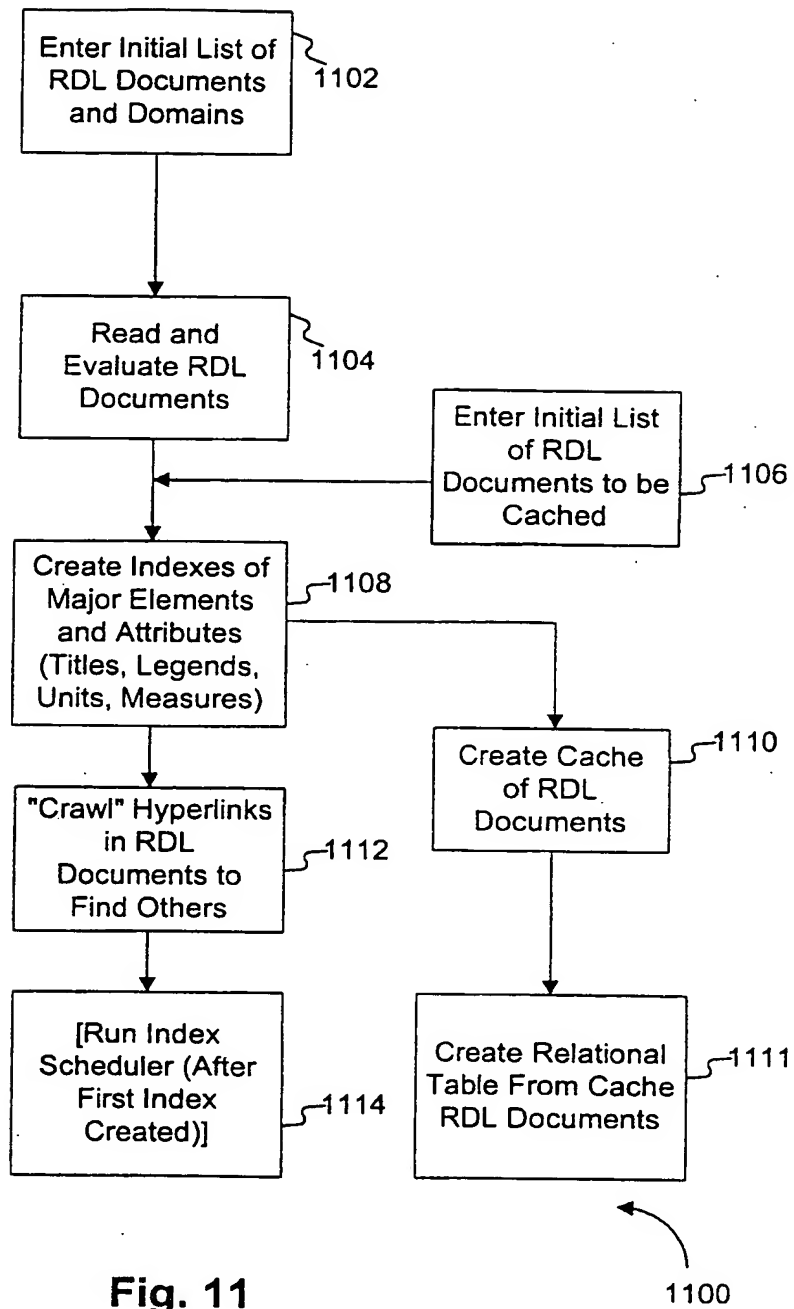 Enter Initial List of
RDL Documents
and Domains
1102
Read and
Evaluate RDL
Documents
1104
Enter Initial List
of RDL
Documents to be
Cached
1106
Create Indexes of
Major Elements
and Attributes
(Titles, Legends,
Units, Measures)
1108
Create Cache
of RDL
Documents
1110
"Crawl" Hyperlinks
in RDL
Documents to
Find Others
1112
[Run Index
Scheduler (After
First Index
Created)]
1114
Create Relational
Table From Cache
RDL Documents
1111
Fig. 11
1100